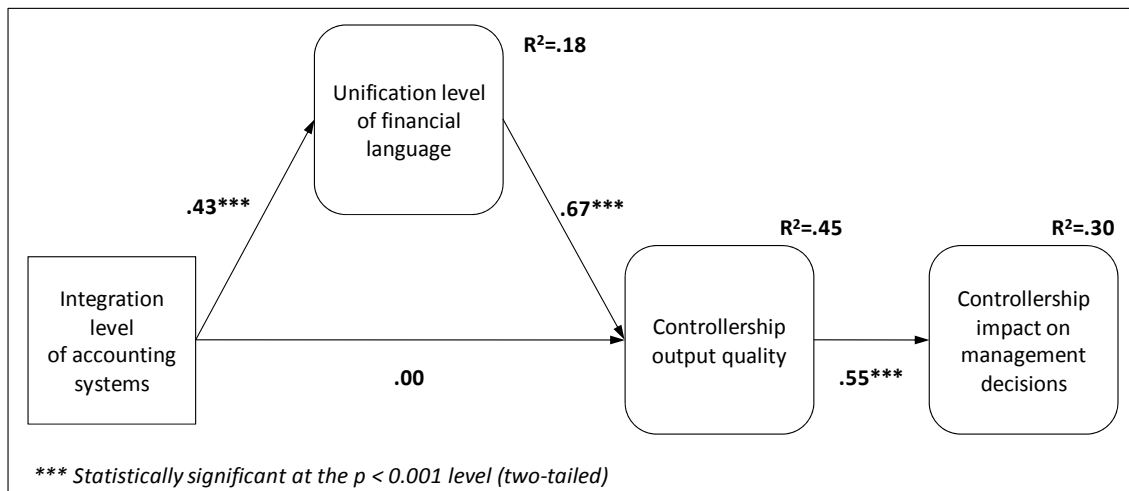 R²=.18
Unification level
of financial
language
.43***
.67***
R²=.45
R²=.30
Integration
level
of accounting
systems
Controllership
output quality
Controllership
impact on
management
decisions
.00
.55***
*** Statistically significant at the p < 0.001 level (two-tailed)